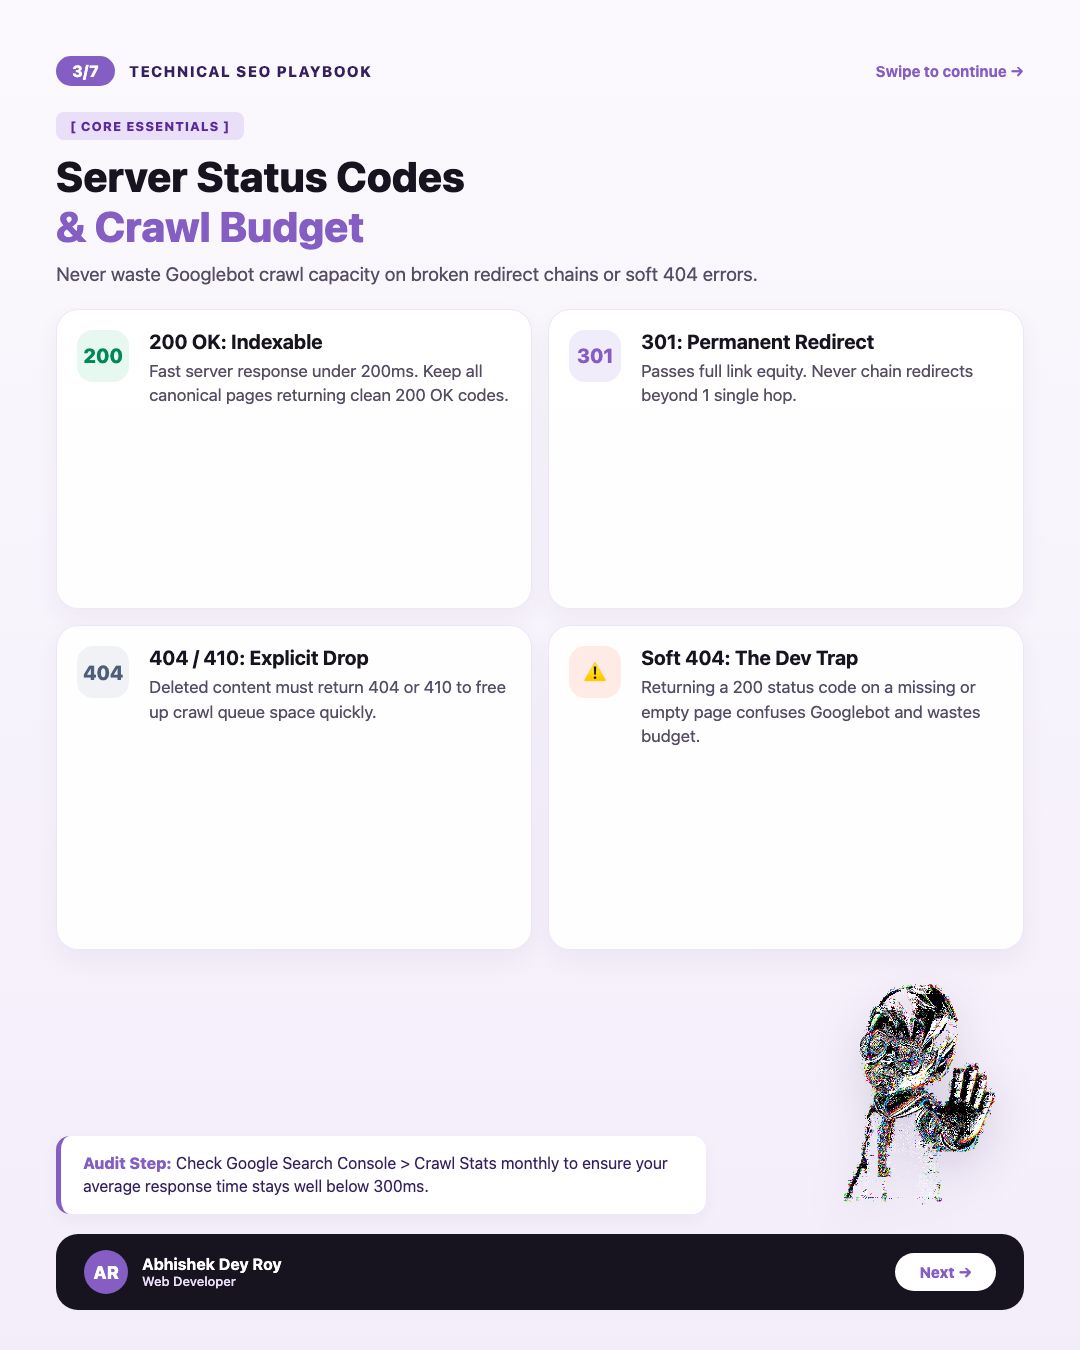 3/7 TECHNICAL SEO PLAYBOOK
Swipe to continue →
[ CORE ESSENTIALS ]
Server Status Codes
& Crawl Budget
Never waste Googlebot crawl capacity on broken redirect chains or soft 404 errors.
200
200 OK: Indexable
Fast server response under 200ms. Keep all
canonical pages returning clean 200 OK codes.
301
301: Permanent Redirect
Passes full link equity. Never chain redirects
beyond 1 single hop.
404
404 / 410: Explicit Drop
Deleted content must return 404 or 410 to free
up crawl queue space quickly.
Soft 404: The Dev Trap
Returning a 200 status code on a missing or
empty page confuses Googlebot and wastes
budget.
Audit Step: Check Google Search Console > Crawl Stats monthly to ensure your
average response time stays well below 300ms.
AR
Abhishek Dey Roy
Web Developer
Next →